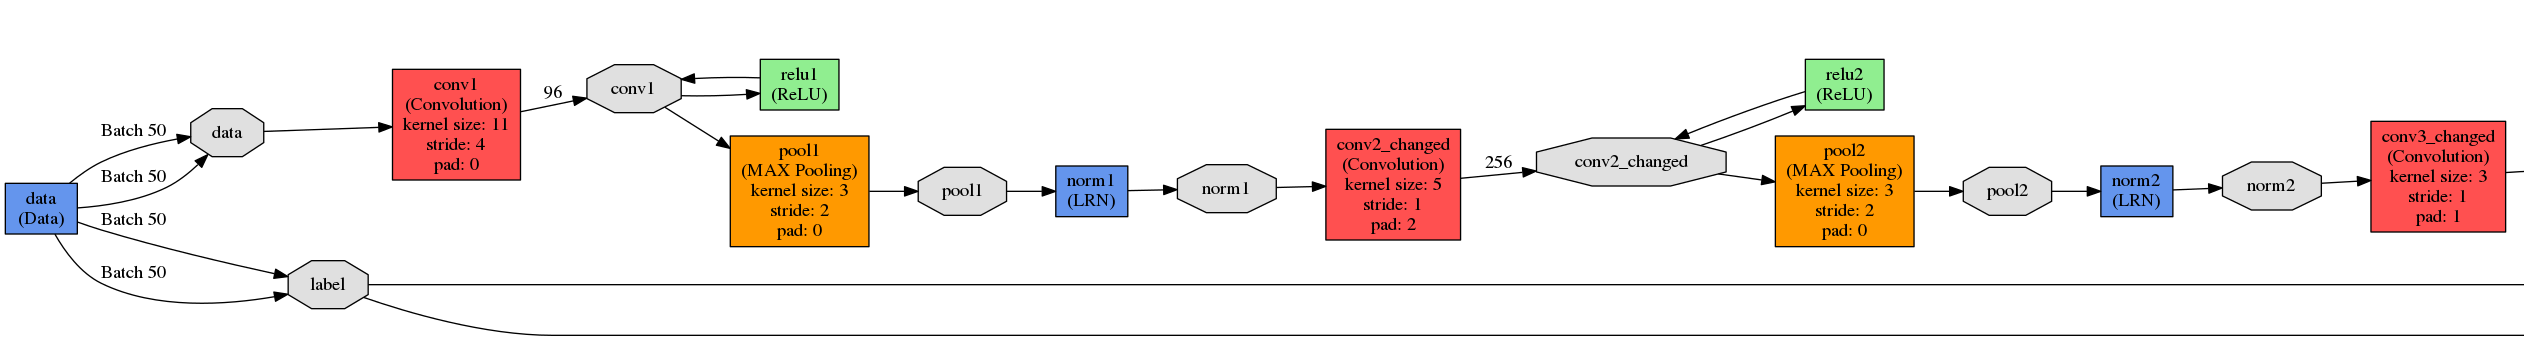 data
(Data)
Batch 50
Batch 50
Batch 50
Batch 50
data
label
conv1
(Convolution)
kernel size: 11
stride: 4
pad: 0
96
conv1
relu1
(ReLU)
pool1
(MAX Pooling)
kernel size: 3
stride: 2
pad: 0
pool1
norm1
(LRN)
norm1
conv2_changed
(Convolution)
kernel size: 5
stride: 1
pad: 2
256
conv2_changed
relu2
(ReLU)
pool2
(MAX Pooling)
kernel size: 3
stride: 2
pad: 0
pool2
norm2
(LRN)
norm2
conv3_changed
(Convolution)
kernel size: 3
stride: 1
pad: 1